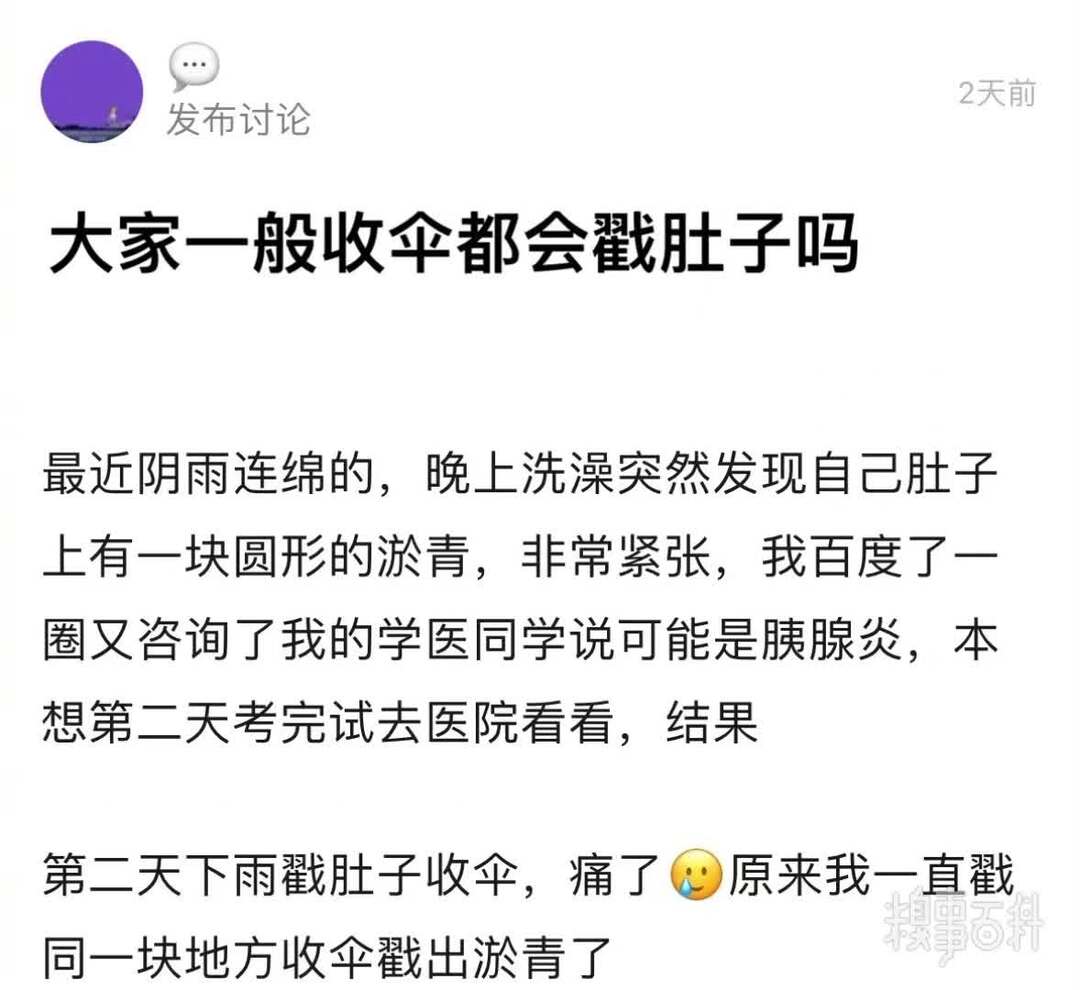 2天前
发布讨论
大家一般收伞都会戳肚子吗
最近阴雨连绵的，晚上洗澡突然发现自己肚子
上有一块圆形的淤青，非常紧张，我百度了一
圈又咨询了我的学医同学说可能是胰腺炎，本
想第二天考完试去医院看看，结果
第二天下雨戳肚子收伞，痛了🥲原来我一直戳
同一块地方收伞戳出淤青了
糗事百科